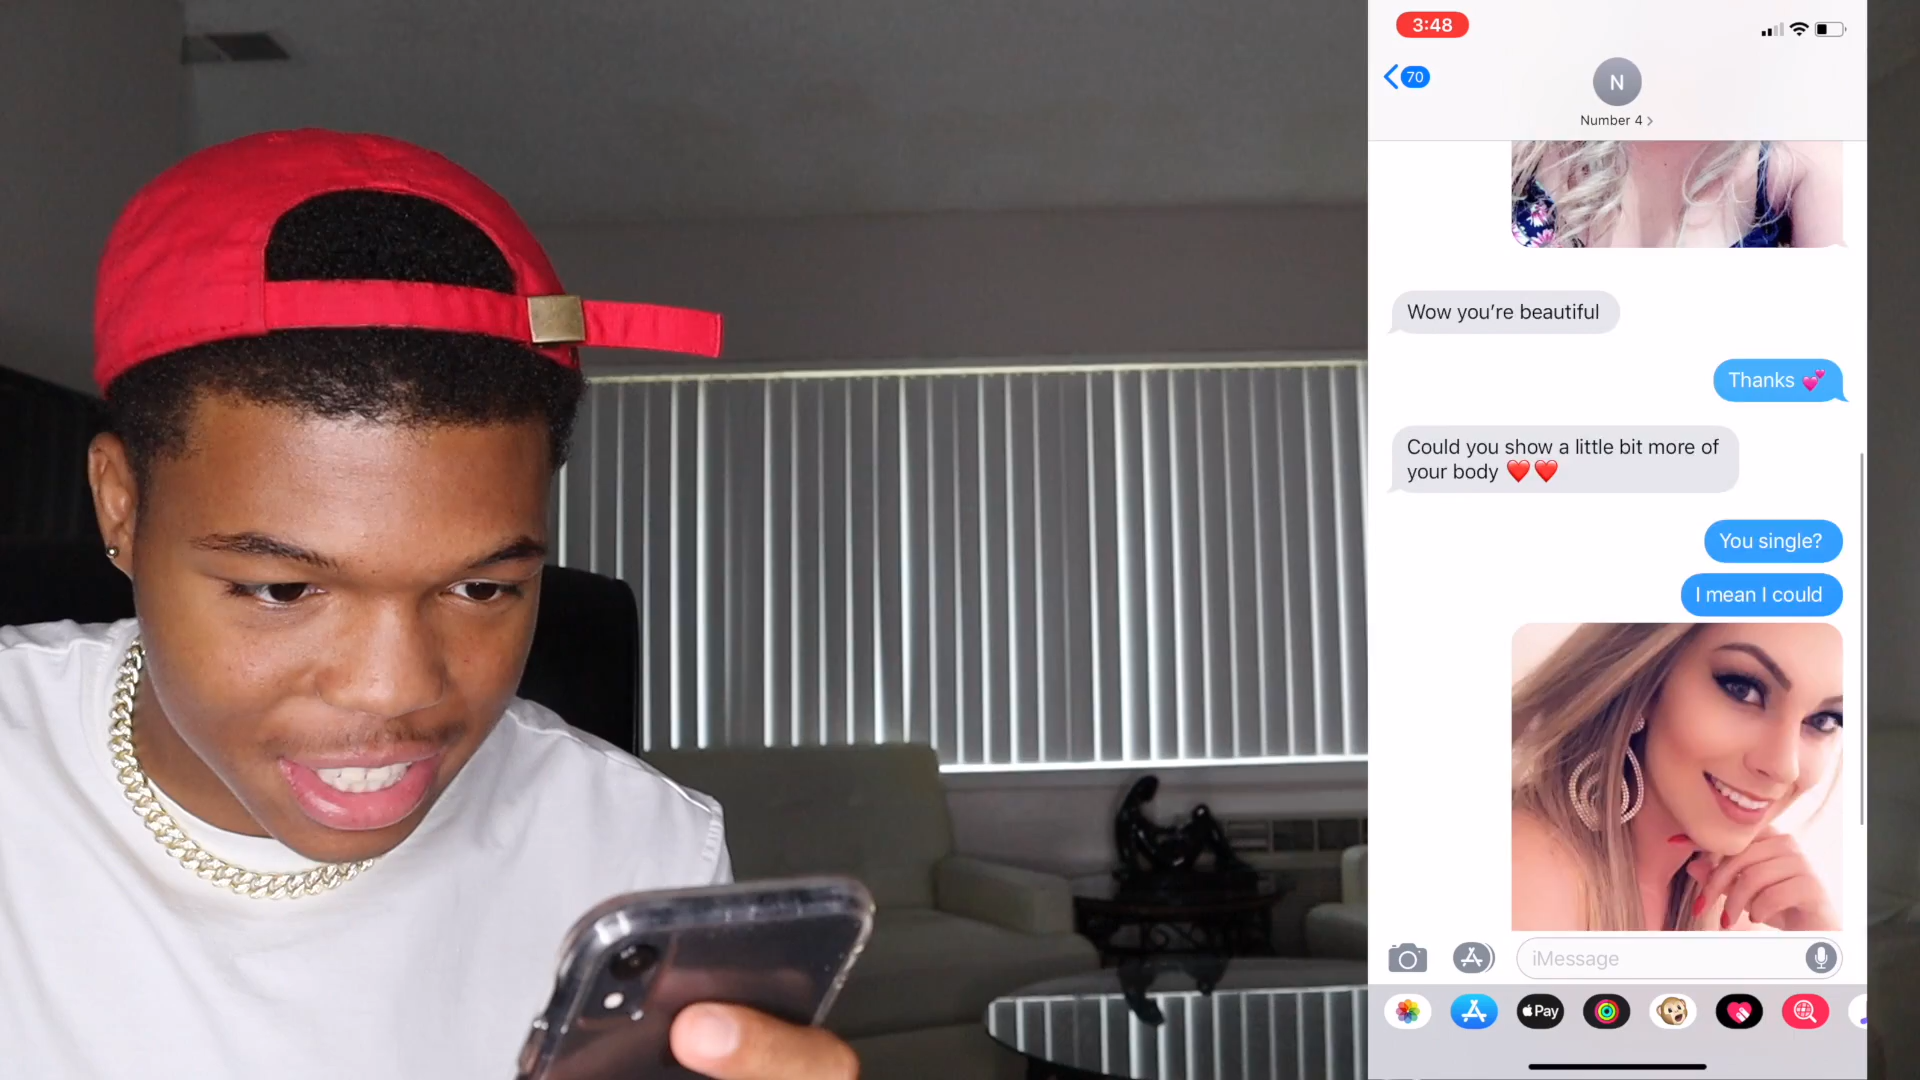 3:48
70
N
Number 4
Wow you’re beautiful
Thanks 💕
Could you show a little bit more of
your body ❤️❤️
You single?
I mean I could
iMessage
Pay